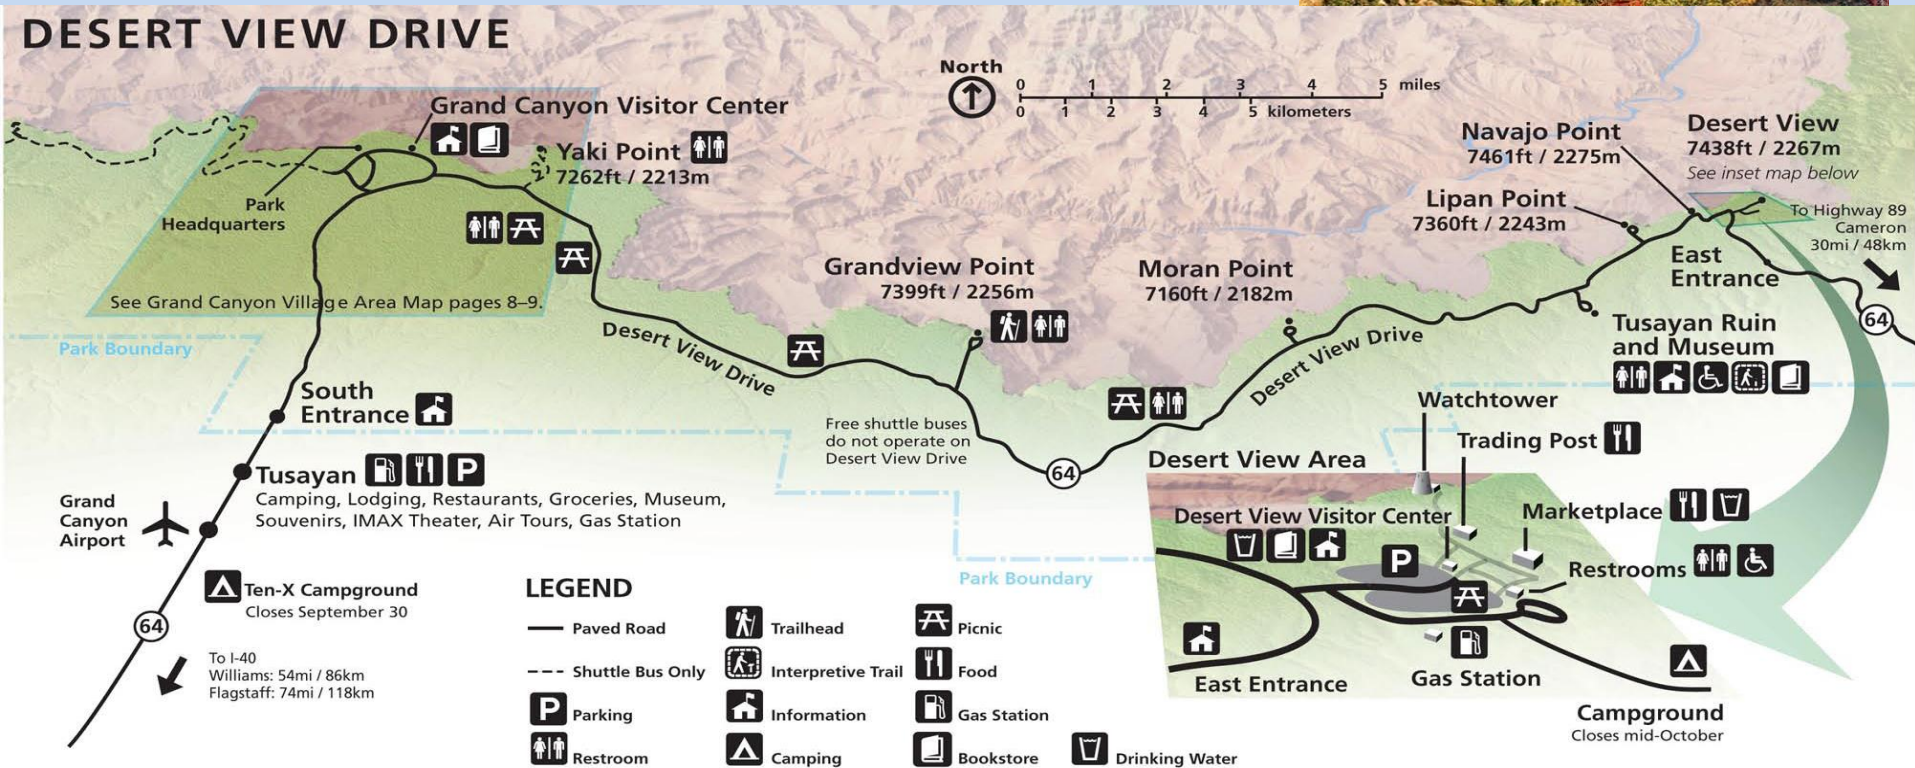 DESERT VIEW DRIVE
North
0 1 2 3 4 5 miles
0 1 2 3 4 5 kilometers
Grand Canyon Visitor Center
Yaki Point
7262ft / 2213m
Park
Headquarters
See Grand Canyon Village Area Map pages 8–9.
Park Boundary
South
Entrance
Tusayan
P
Camping, Lodging, Restaurants, Groceries, Museum,
Souvenirs, IMAX Theater, Air Tours, Gas Station
Grand
Canyon
Airport
Ten-X Campground
Closes September 30
64
To I-40
Williams: 54mi / 86km
Flagstaff: 74mi / 118km
Desert View Drive
Grandview Point
7399ft / 2256m
Free shuttle buses
do not operate on
Desert View Drive
64
Moran Point
7160ft / 2182m
Desert View Drive
Lipan Point
7360ft / 2243m
Navajo Point
7461ft / 2275m
Desert View
7438ft / 2267m
See inset map below
To Highway 89
Cameron
30mi / 48km
East
Entrance
64
Tusayan Ruin
and Museum
Park Boundary
Desert View Area
Watchtower
Trading Post
Desert View Visitor Center
Marketplace
P
Restrooms
East Entrance
Gas Station
Campground
Closes mid-October
LEGEND
Paved Road
Shuttle Bus Only
P Parking
Restroom
Trailhead
Interpretive Trail
Information
Camping
Picnic
Food
Gas Station
Bookstore
Drinking Water